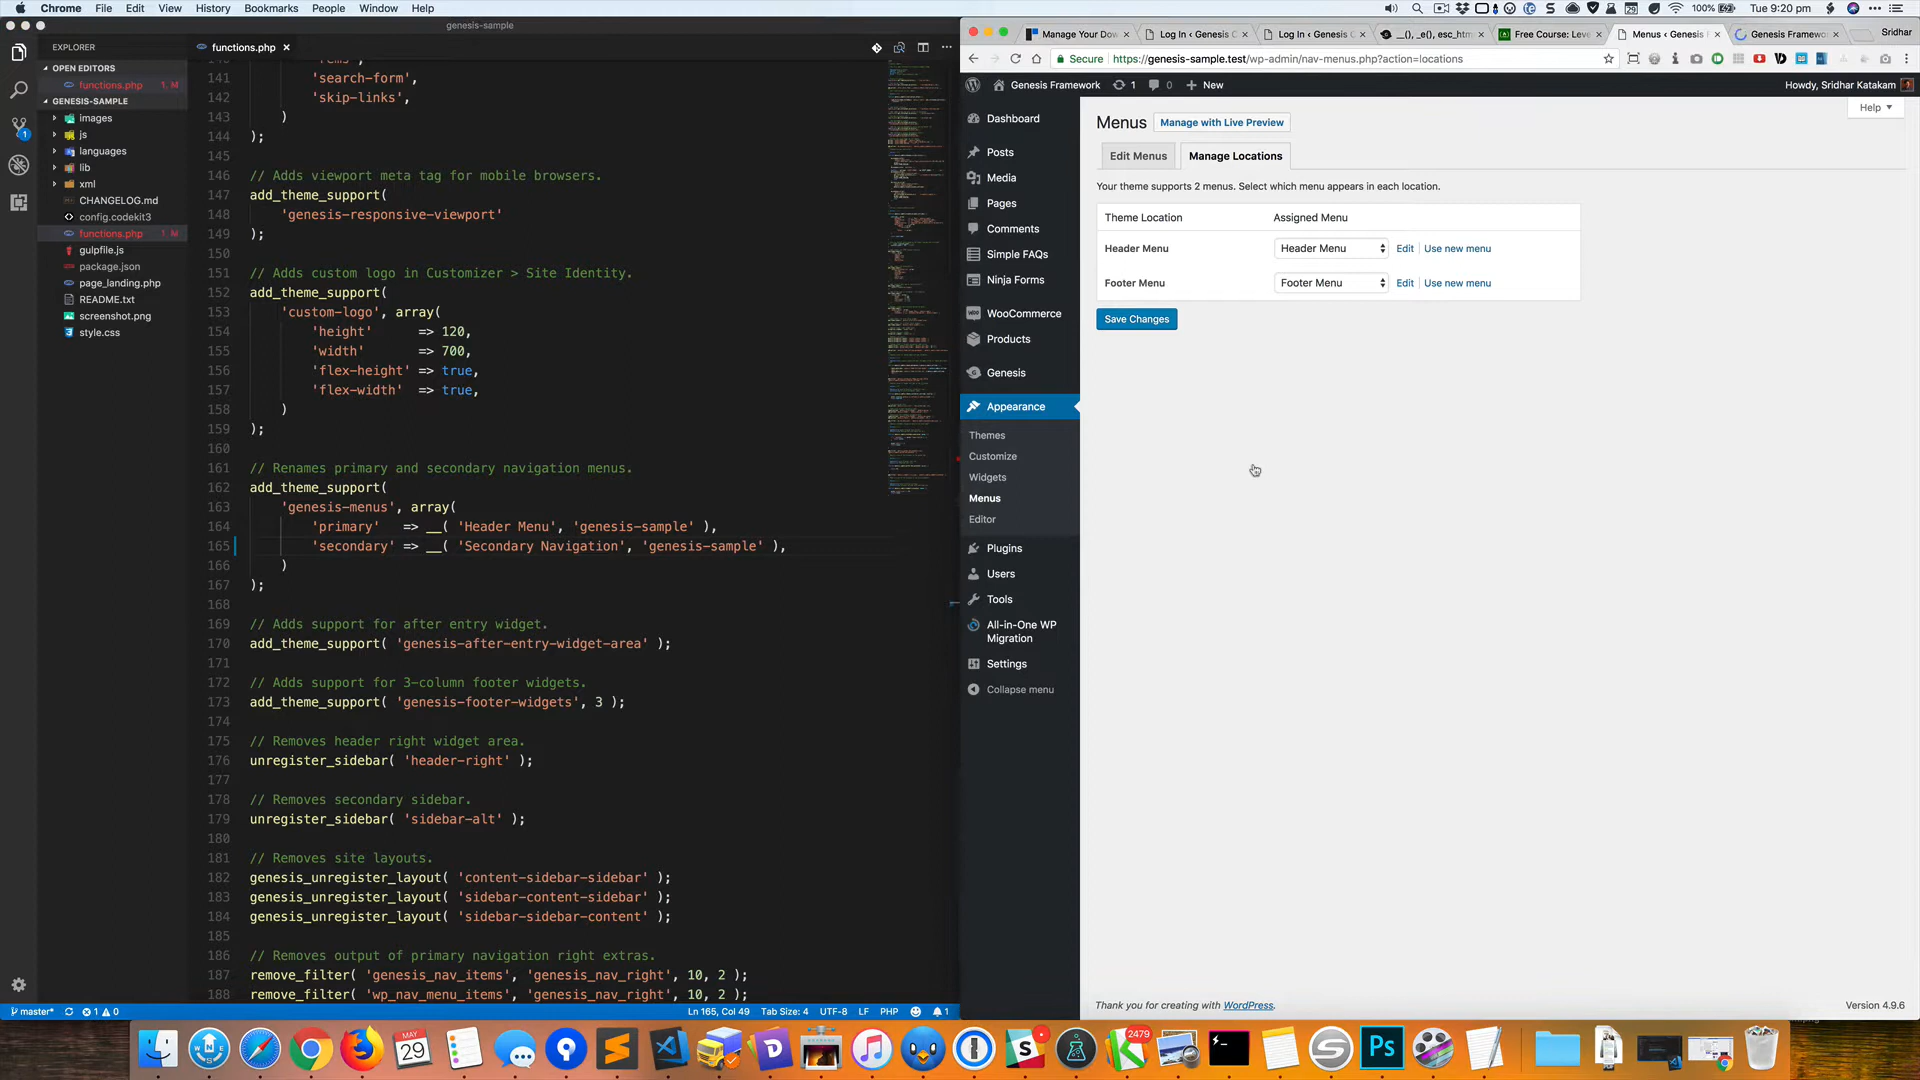 Chrome File Edit View History Bookmarks People Window Help
100% Tue 9:20 pm
genesis-sample
EXPLORER
OPEN EDITORS
functions.php 1, M
GENESIS-SAMPLE
images
js
languages
lib
xml
CHANGELOG.md
config.codekit3
functions.php 1, M
gulpfile.js
package.json
page_landing.php
README.txt
screenshot.png
style.css
functions.php
141 'search-form',
142 'skip-links',
143 )
144 );
145
146 // Adds viewport meta tag for mobile browsers.
147 add_theme_support(
148 'genesis-responsive-viewport'
149 );
150
151 // Adds custom logo in Customizer > Site Identity.
152 add_theme_support(
153 'custom-logo', array(
154 'height' => 120,
155 'width' => 700,
156 'flex-height' => true,
157 'flex-width' => true,
158 )
159 );
160
161 // Renames primary and secondary navigation menus.
162 add_theme_support(
163 'genesis-menus', array(
164 'primary' => __( 'Header Menu', 'genesis-sample' ),
165 'secondary' => __( 'Secondary Navigation', 'genesis-sample' ),
166 )
167 );
168
169 // Adds support for after entry widget.
170 add_theme_support( 'genesis-after-entry-widget-area' );
171
172 // Adds support for 3-column footer widgets.
173 add_theme_support( 'genesis-footer-widgets', 3 );
174
175 // Removes header right widget area.
176 unregister_sidebar( 'header-right' );
177
178 // Removes secondary sidebar.
179 unregister_sidebar( 'sidebar-alt' );
180
181 // Removes site layouts.
182 genesis_unregister_layout( 'content-sidebar-sidebar' );
183 genesis_unregister_layout( 'sidebar-content-sidebar' );
184 genesis_unregister_layout( 'sidebar-sidebar-content' );
185
186 // Removes output of primary navigation right extras.
187 remove_filter( 'genesis_nav_items', 'genesis_nav_right', 10, 2 );
188 remove_filter( 'wp_nav_menu_items', 'genesis_nav_right', 10, 2 );
master* 1 0 Ln 165, Col 49 Tab Size: 4 UTF-8 LF PHP 1
Manage Your Dow Log In ‹ Genesis Log In ‹ Genesis __(), _e(), esc_htm Free Course: Leve Menus ‹ Genesis Genesis Framewo Sridhar
Secure https://genesis-sample.test/wp-admin/nav-menus.php?action=locations
Genesis Framework 1 0 New Howdy, Sridhar Katakam
Help
Dashboard
Posts
Media
Pages
Comments
Simple FAQs
Ninja Forms
WooCommerce
Products
Genesis
Appearance
Themes
Customize
Widgets
Menus
Editor
Plugins
Users
Tools
All-in-One WP
Migration
Settings
Collapse menu
Menus Manage with Live Preview
Edit Menus Manage Locations
Your theme supports 2 menus. Select which menu appears in each location.
Theme Location Assigned Menu
Header Menu Header Menu Edit Use new menu
Footer Menu Footer Menu Edit Use new menu
Save Changes
Thank you for creating with WordPress. Version 4.9.6
MAY
29
2479
Ps